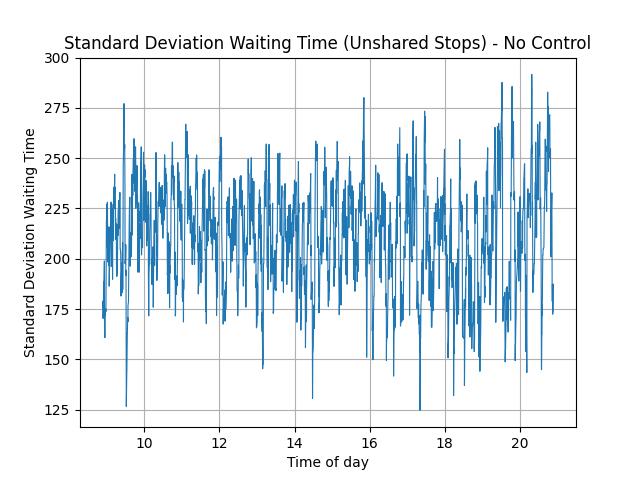 Standard Deviation Waiting Time (Unshared Stops) - No Control
300
275
250
225
200
175
150
125
Standard Deviation Waiting Time
10 12 14 16 18 20
Time of day